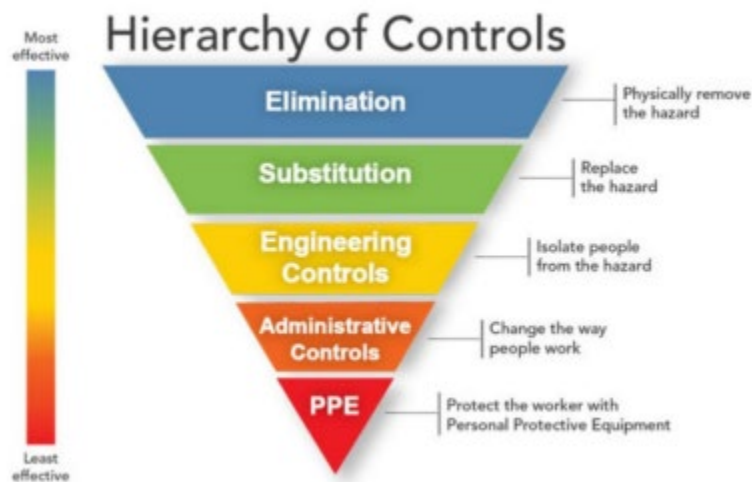 Hierarchy of Controls
Most
effective
Elimination
Physically remove
the hazard
Substitution
Replace
the hazard
Engineering
Controls
Isolate people
from the hazard
Administrative
Controls
Change the way
people work
PPE
Protect the worker with
Personal Protective Equipment
Least
effective